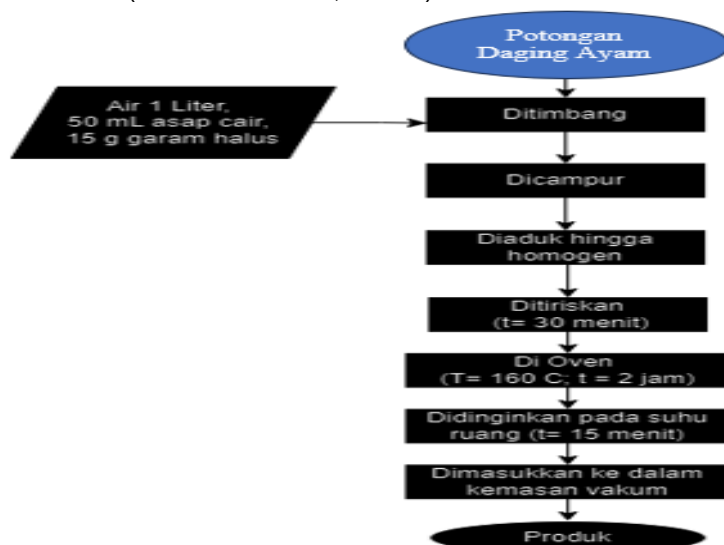 Potongan
Daging Ayam
Air 1 Liter,
50 mL asap cair,
15 g garam halus
Ditimbang
Dicampur
Diaduk hingga
homogen
Ditiriskan
(t= 30 menit)
Di Oven
(T= 160 C; t = 2 jam)
Didinginkan pada suhu
ruang (t= 15 menit)
Dimasukkan ke dalam
kemasan vakum
Produk